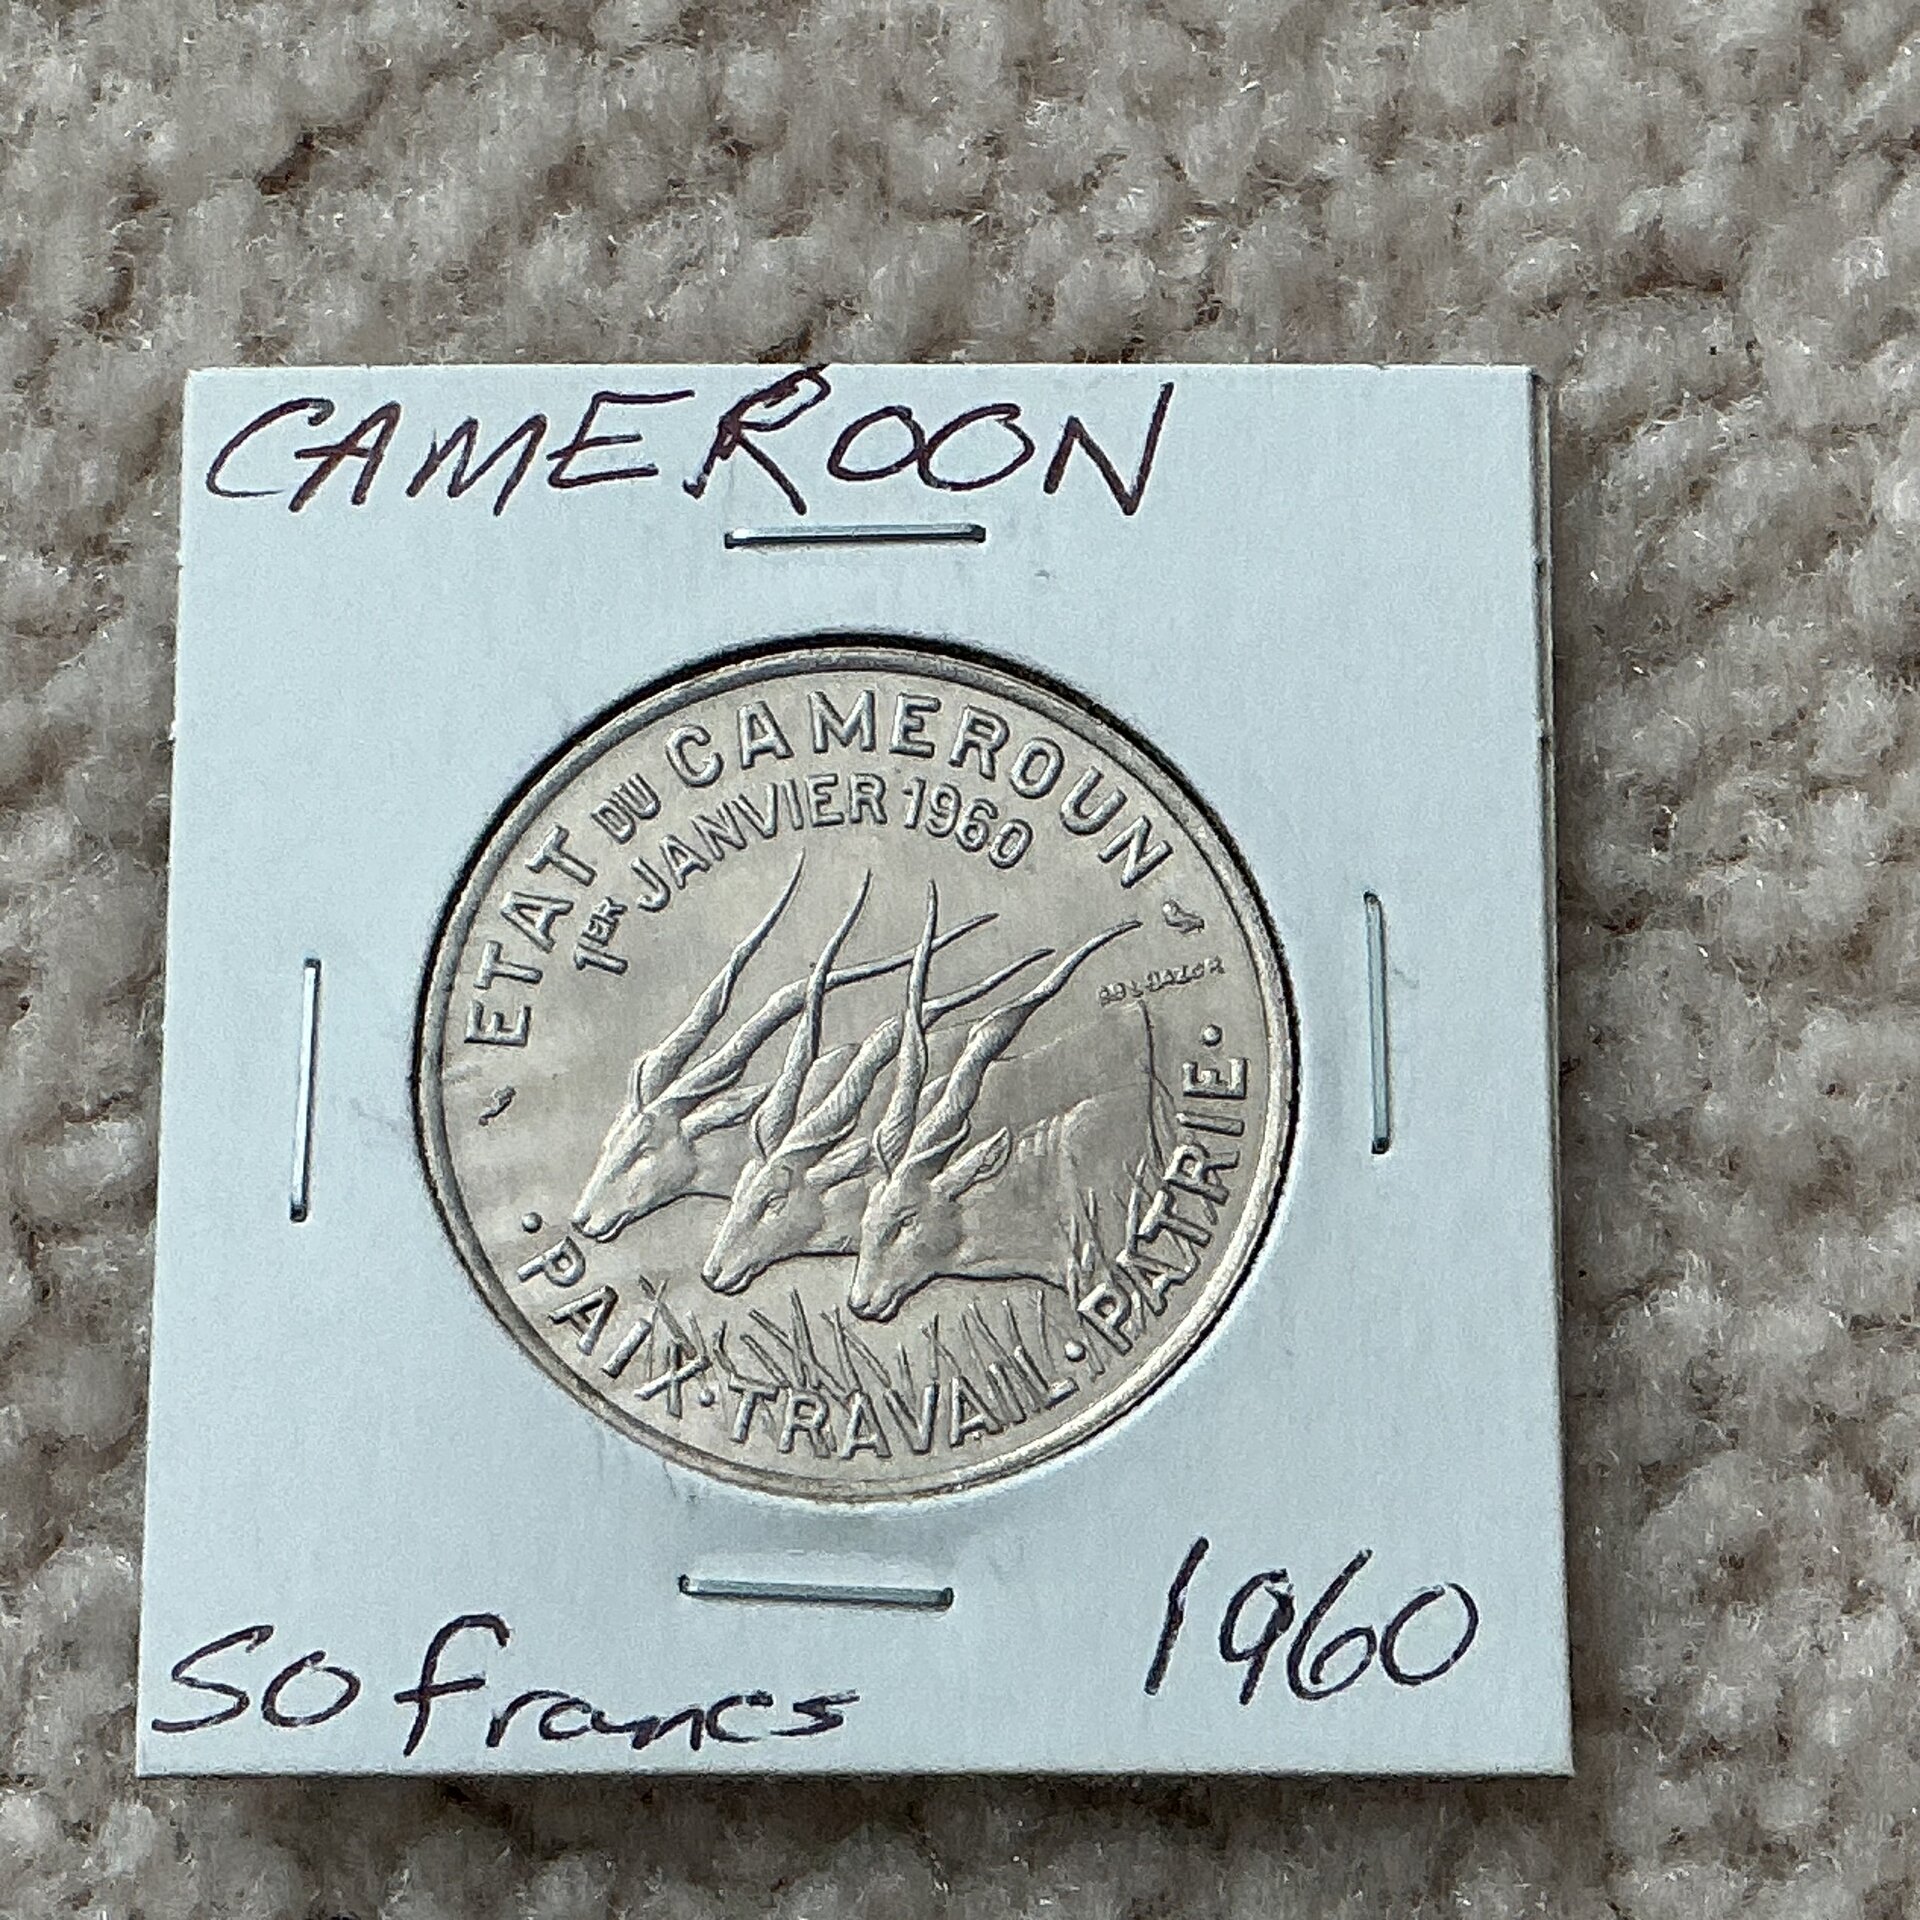 CAMEROON
ETAT DU CAMEROUN
1ER JANVIER 1960
PAIX · TRAVAIL · PATRIE
50 francs
1960